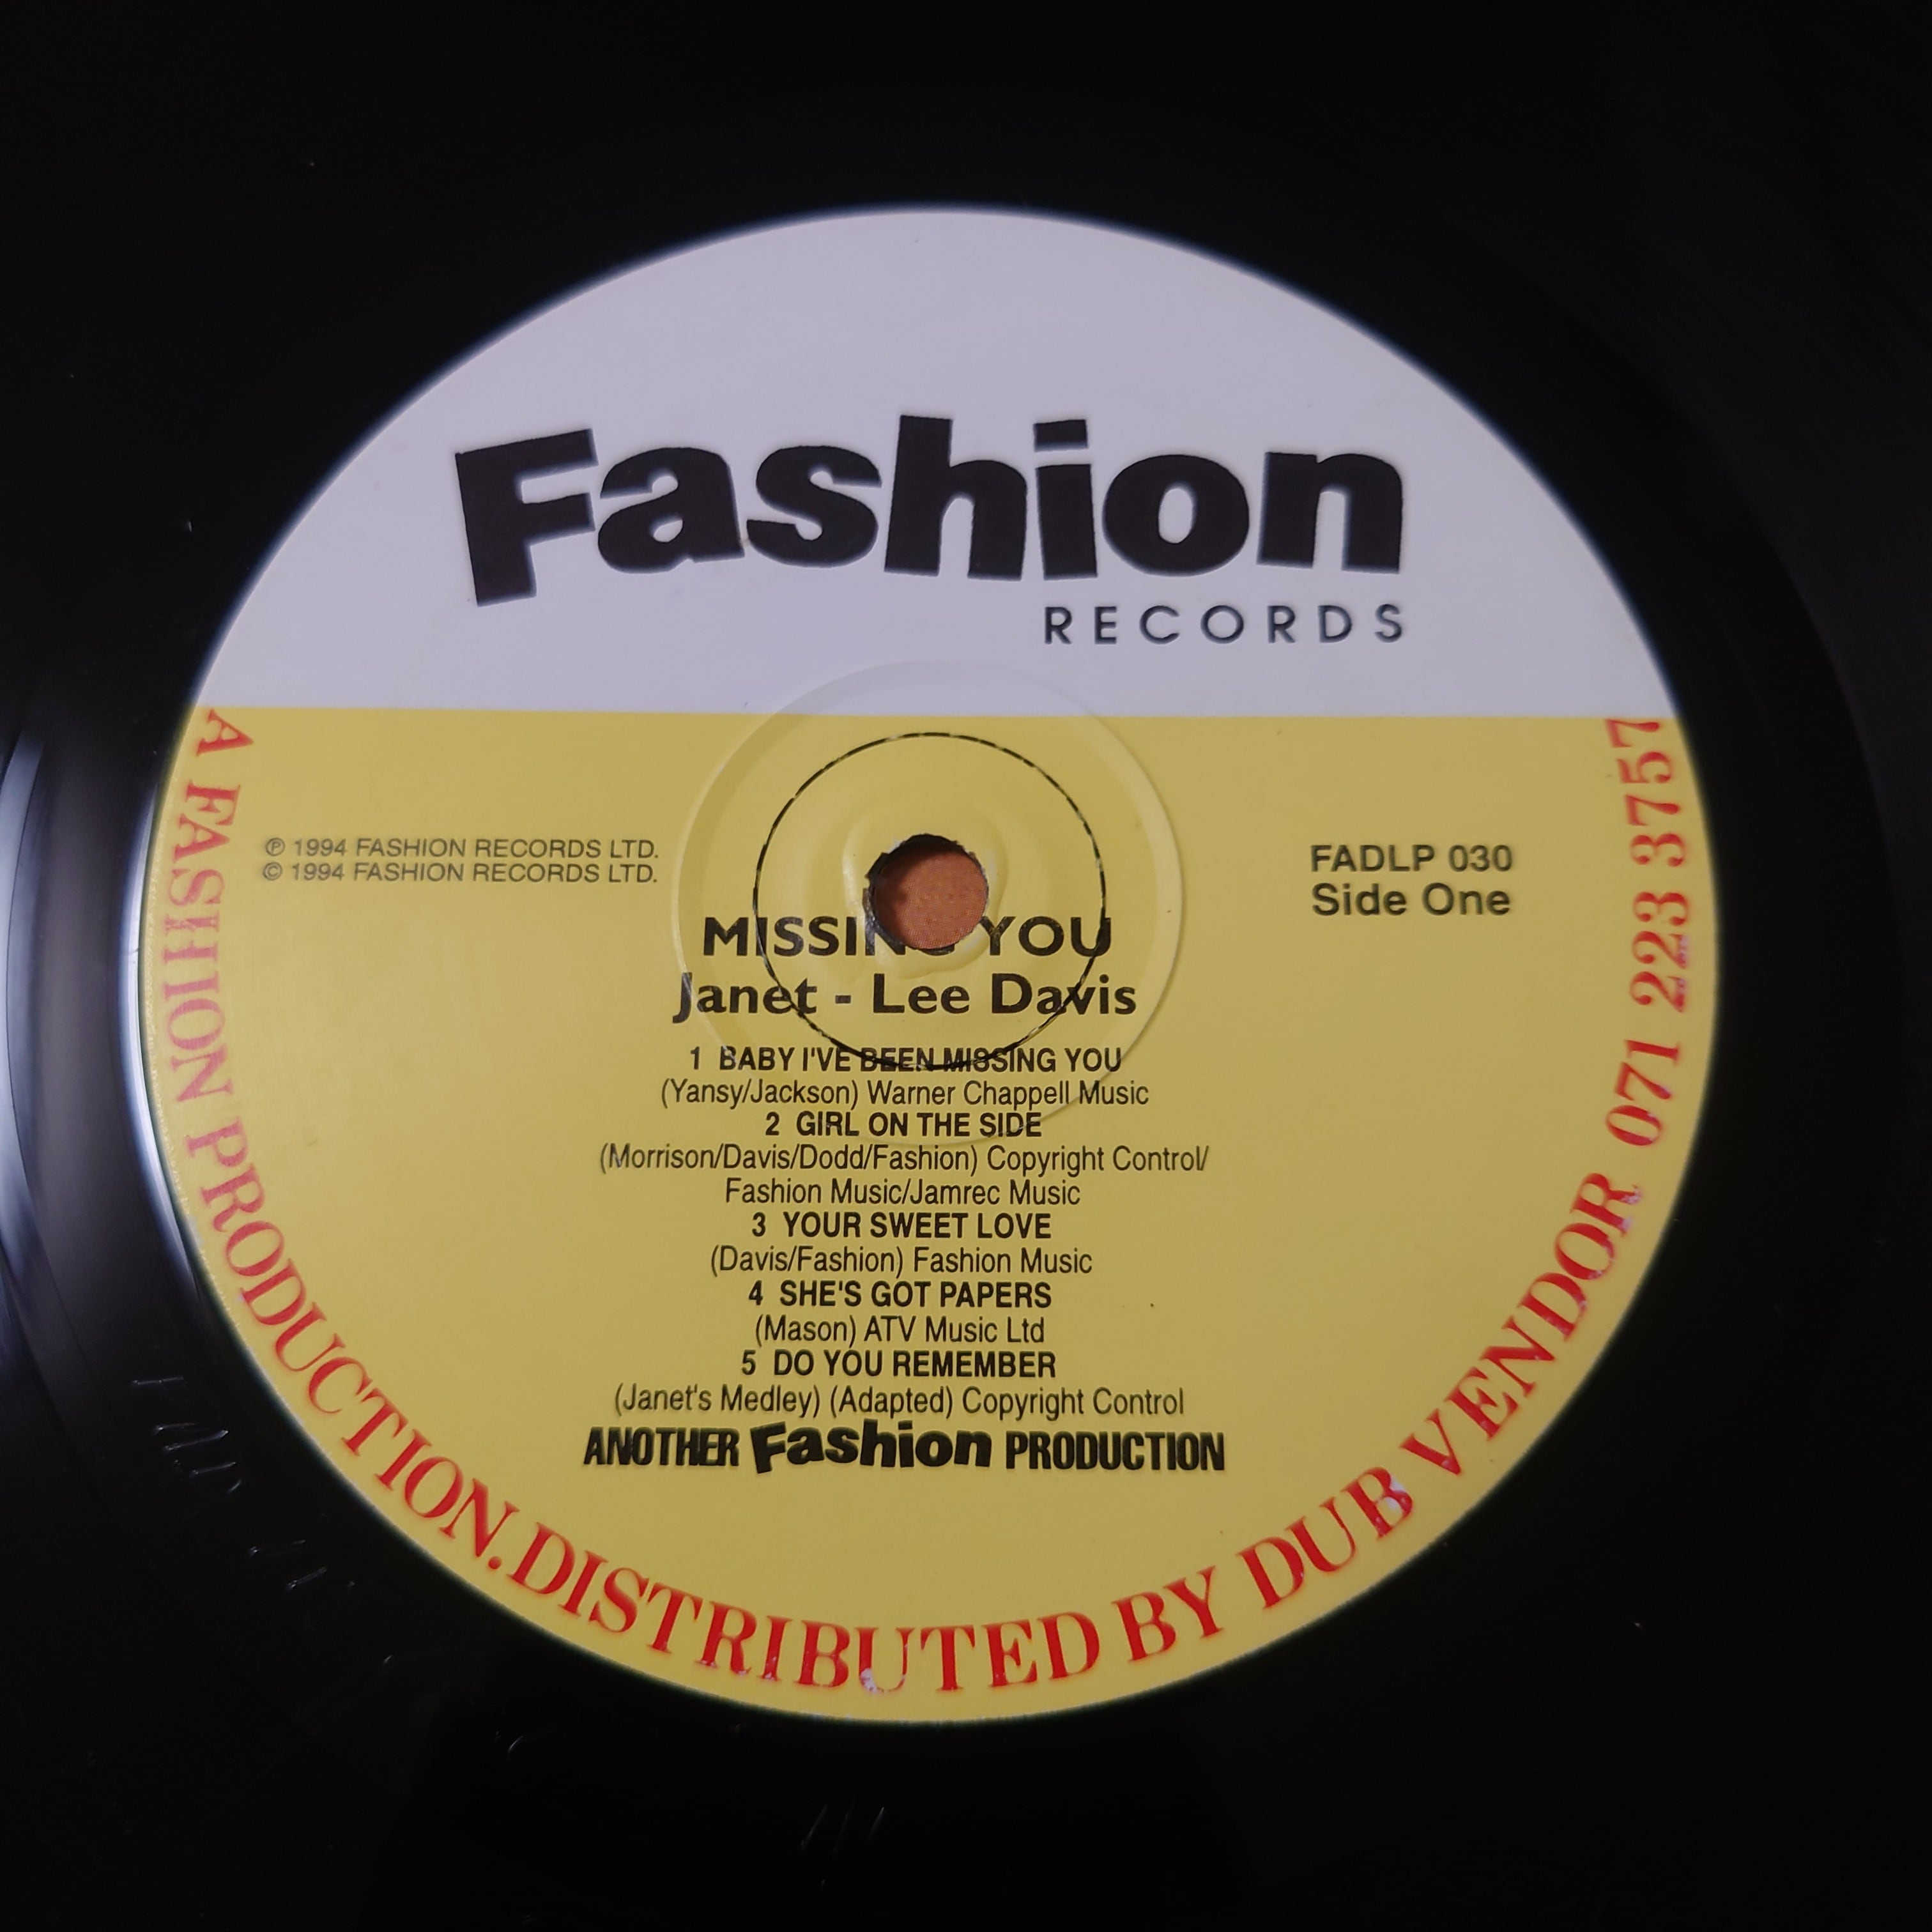 Fashion
RECORDS
℗ 1994 FASHION RECORDS LTD.
© 1994 FASHION RECORDS LTD.
FADLP 030
Side One
MISSING YOU
Janet - Lee Davis
1 BABY I'VE BEEN MISSING YOU
(Yansy/Jackson) Warner Chappell Music
2 GIRL ON THE SIDE
(Morrison/Davis/Dodd/Fashion) Copyright Control/
Fashion Music/Jamrec Music
3 YOUR SWEET LOVE
(Davis/Fashion) Fashion Music
4 SHE'S GOT PAPERS
(Mason) ATV Music Ltd
5 DO YOU REMEMBER
(Janet's Medley) (Adapted) Copyright Control
ANOTHER Fashion PRODUCTION
A FASHION PRODUCTION. DISTRIBUTED BY DUB VENDOR 071 223 3757